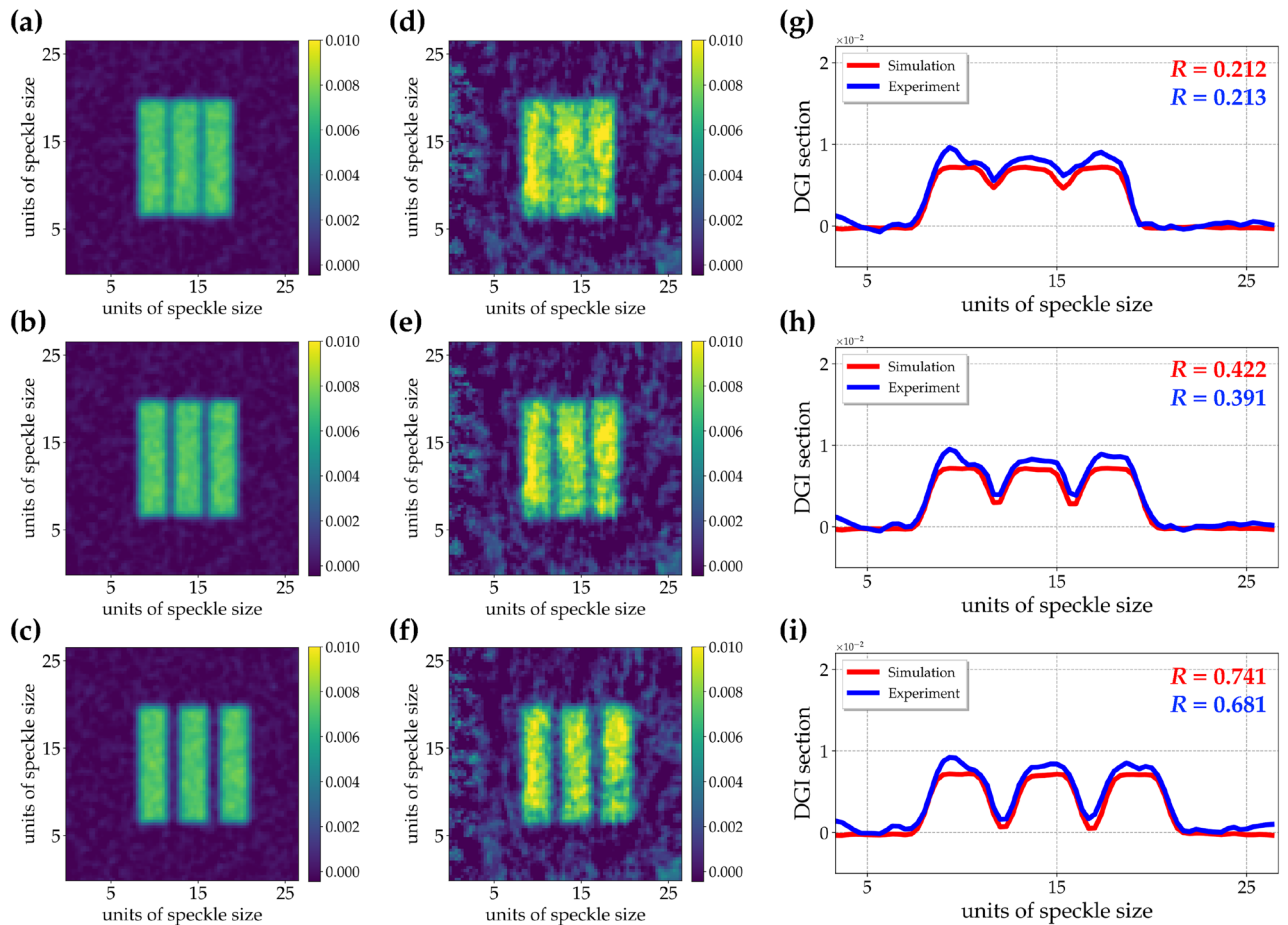 (a)
25
15
5
units of speckle size
5 15 25
units of speckle size
0.010
0.008
0.006
0.004
0.002
0.000
(d)
25
15
5
units of speckle size
5 15 25
units of speckle size
0.010
0.008
0.006
0.004
0.002
0.000
(g)
×10⁻²
2
1
0
DGI section
Simulation
Experiment
R = 0.212
R = 0.213
5 15 25
units of speckle size
(b)
25
15
5
units of speckle size
5 15 25
units of speckle size
0.010
0.008
0.006
0.004
0.002
0.000
(e)
25
15
5
units of speckle size
5 15 25
units of speckle size
0.010
0.008
0.006
0.004
0.002
0.000
(h)
×10⁻²
2
1
0
DGI section
Simulation
Experiment
R = 0.422
R = 0.391
5 15 25
units of speckle size
(c)
25
15
5
units of speckle size
5 15 25
units of speckle size
0.010
0.008
0.006
0.004
0.002
0.000
(f)
25
15
5
units of speckle size
5 15 25
units of speckle size
0.010
0.008
0.006
0.004
0.002
0.000
(i)
×10⁻²
2
1
0
DGI section
Simulation
Experiment
R = 0.741
R = 0.681
5 15 25
units of speckle size